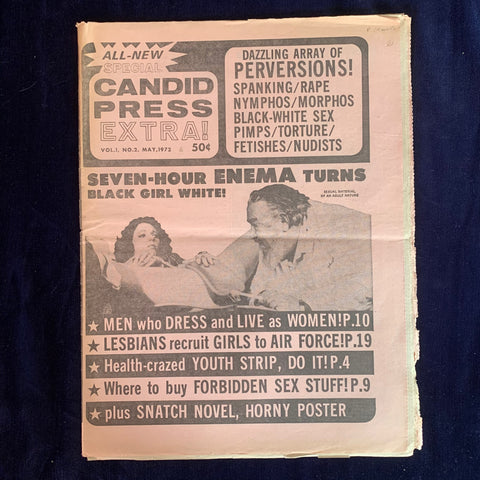 ALL-NEW
SPECIAL
CANDID
PRESS
EXTRA!
VOL.1, NO.2, MAY,1972 50¢
DAZZLING ARRAY OF
PERVERSIONS!
SPANKING/RAPE
NYMPHOS/MORPHOS
BLACK-WHITE SEX
PIMPS/TORTURE/
FETISHES/NUDISTS
SEVEN-HOUR ENEMA TURNS
BLACK GIRL WHITE!
SEXUAL MATERIAL
OF AN ADULT NATURE
★ MEN who DRESS and LIVE as WOMEN!P.10
★ LESBIANS recruit GIRLS to AIR FORCE!P.19
★ Health-crazed YOUTH STRIP, DO IT! P.4
★ Where to buy FORBIDDEN SEX STUFF!P.9
★ plus SNATCH NOVEL, HORNY POSTER